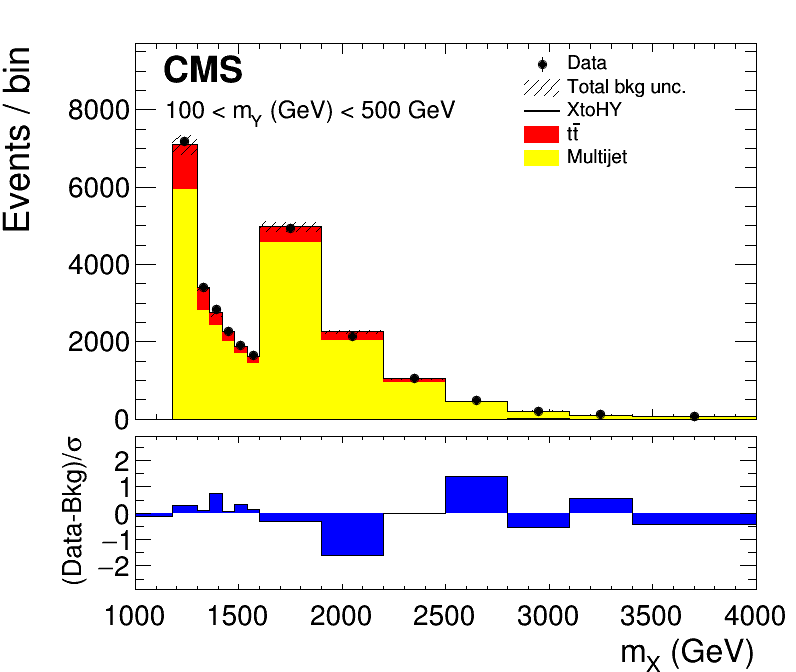 Events / bin
CMS
100 < m_Y (GeV) < 500 GeV
Data
Total bkg unc.
XtoHY
tt̄
Multijet
8000
6000
4000
2000
0
(Data-Bkg)/σ
2
1
0
−1
−2
1000 1500 2000 2500 3000 3500 4000
m_X (GeV)